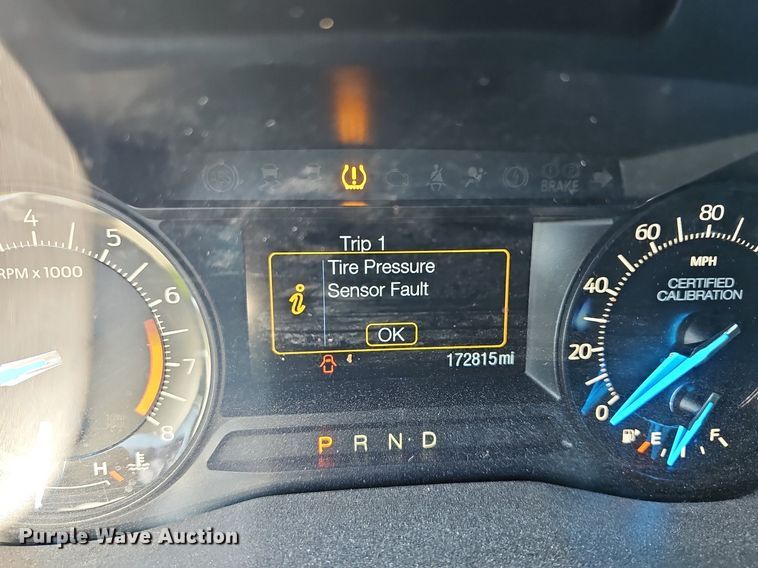 BRAKE
4
5
6
7
8
RPM x 1000
H
Trip 1
Tire Pressure
Sensor Fault
OK
172815mi
P R N D
0
20
40
60
80
MPH
CERTIFIED
CALIBRATION
E
F
Purple Wave Auction